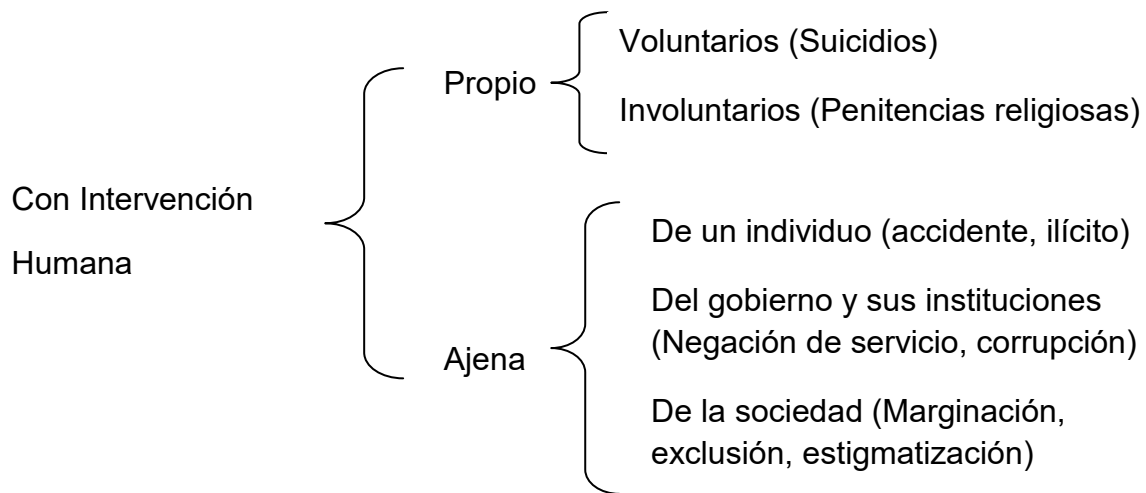 Con Intervención
Humana
Propio
Voluntarios (Suicidios)
Involuntarios (Penitencias religiosas)
Ajena
De un individuo (accidente, ilícito)
Del gobierno y sus instituciones
(Negación de servicio, corrupción)
De la sociedad (Marginación,
exclusión, estigmatización)